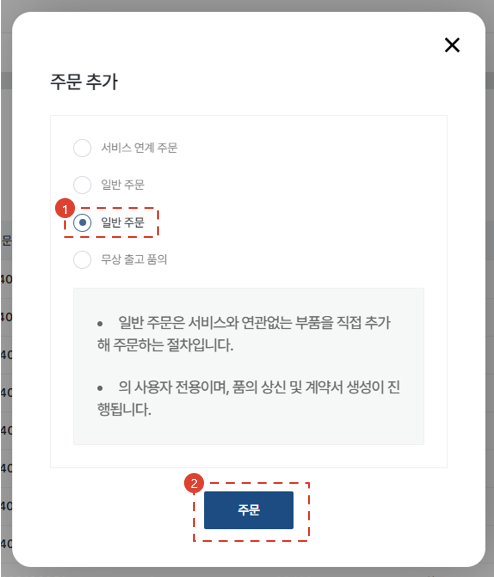 주문 추가
서비스 연계 주문
일반 주문
1
일반 주문
무상 출고 품의
• 일반 주문은 서비스와 연관없는 부품을 직접 추가
해 주문하는 절차입니다.
• 의 사용자 전용이며, 품의 상신 및 계약서 생성이 진
행됩니다.
2
주문